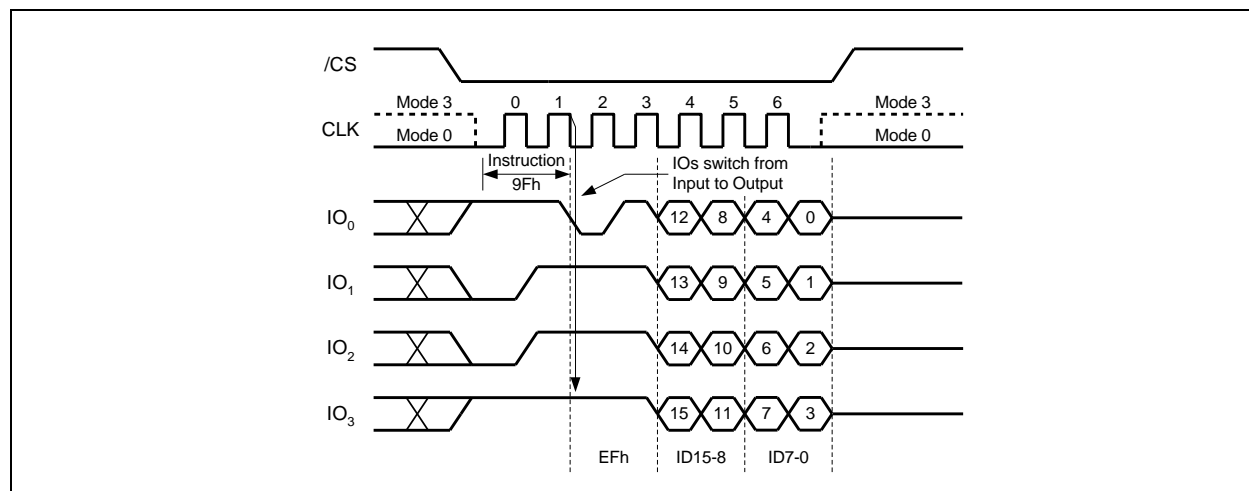 /CS
Mode 3 0 1 2 3 4 5 6 Mode 3
CLK
Mode 0 Mode 0
Instruction
9Fh
IOs switch from
Input to Output
IO0 12 8 4 0
IO1 13 9 5 1
IO2 14 10 6 2
IO3 15 11 7 3
EFh ID15-8 ID7-0